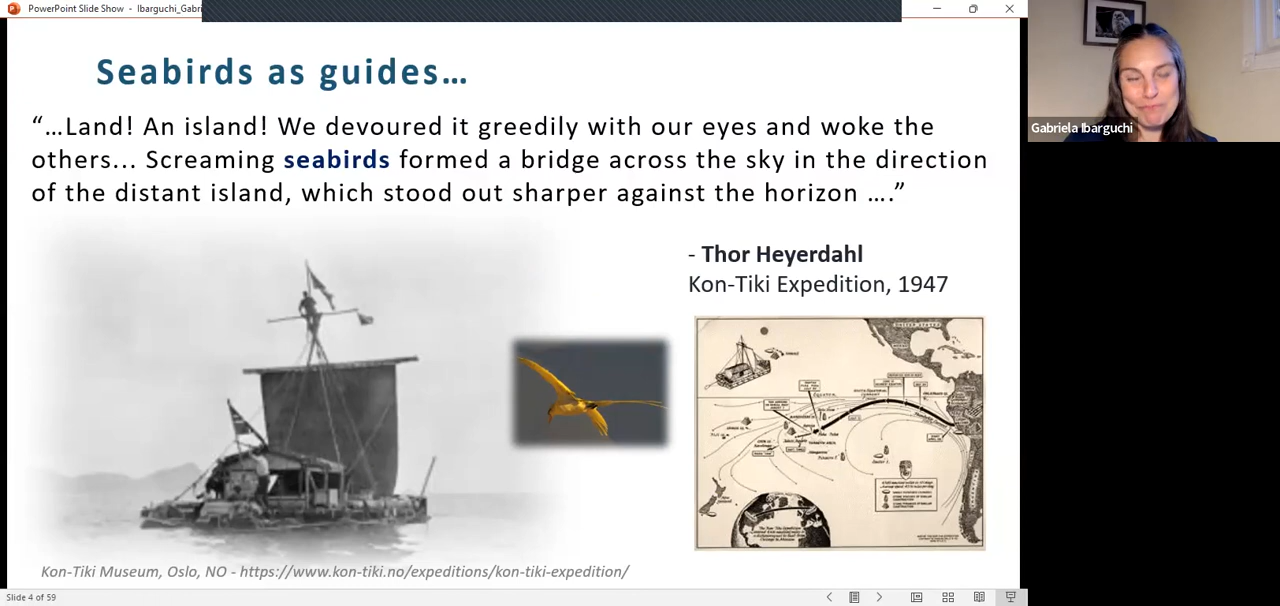 PowerPoint Slide Show - Ibarguchi_Gabri
Seabirds as guides...
“...Land! An island! We devoured it greedily with our eyes and woke the
others... Screaming seabirds formed a bridge across the sky in the direction
of the distant island, which stood out sharper against the horizon ....”
- Thor Heyerdahl
Kon-Tiki Expedition, 1947
UNITED STATES
EQUATOR
Kon-Tiki Museum, Oslo, NO - https://www.kon-tiki.no/expeditions/kon-tiki-expedition/
Slide 4 of 59
Gabriela Ibarguchi